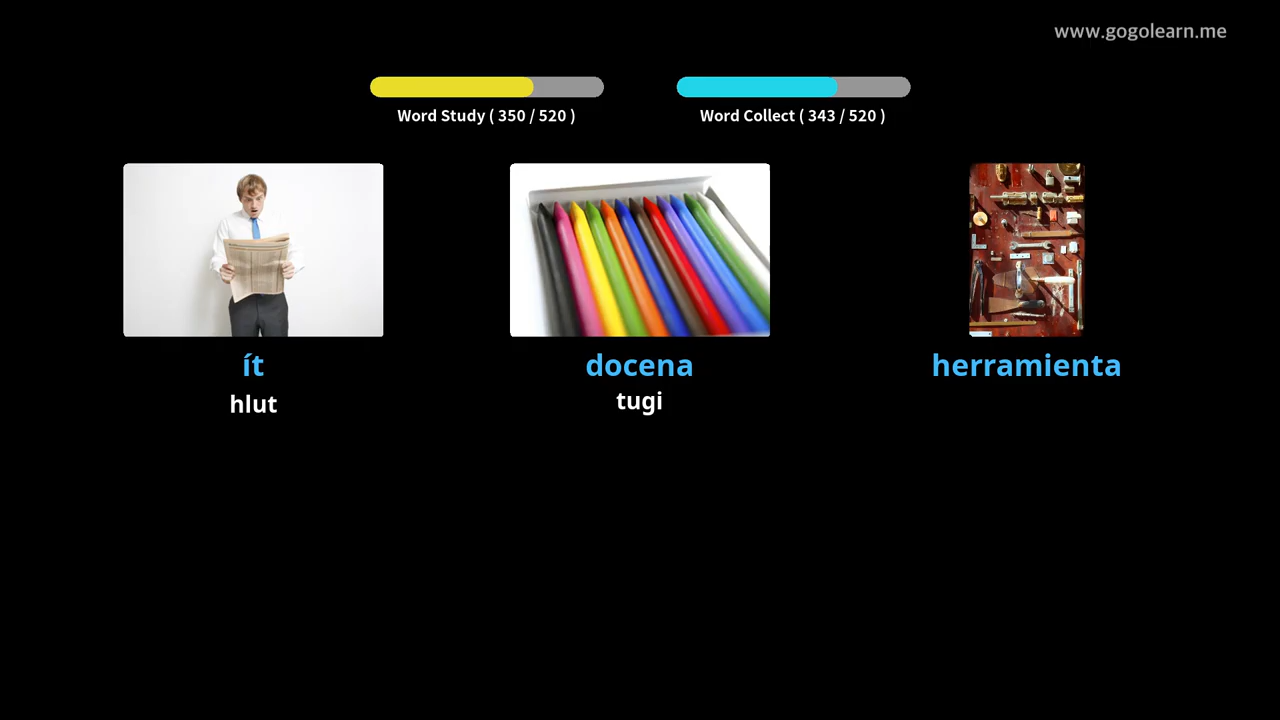 www.gogolearn.me
Word Study ( 350 / 520 )
Word Collect ( 343 / 520 )
ít
hlut
docena
tugi
herramienta